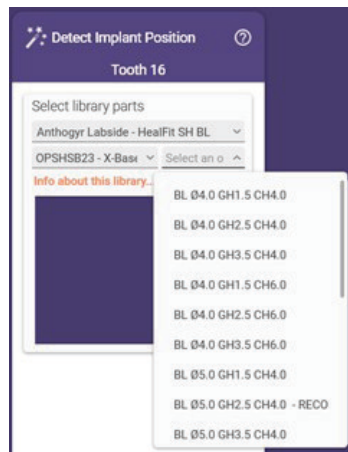 Detect Implant Position ?
Tooth 16
Select library parts
Anthogyr Labside - HealFit SH BL
OPSHSB23 - X-Base Select an o
Info about this library...
BL Ø4.0 GH1.5 CH4.0
BL Ø4.0 GH2.5 CH4.0
BL Ø4.0 GH3.5 CH4.0
BL Ø4.0 GH1.5 CH6.0
BL Ø4.0 GH2.5 CH6.0
BL Ø4.0 GH3.5 CH6.0
BL Ø5.0 GH1.5 CH4.0
BL Ø5.0 GH2.5 CH4.0 - RECO
BL Ø5.0 GH3.5 CH4.0